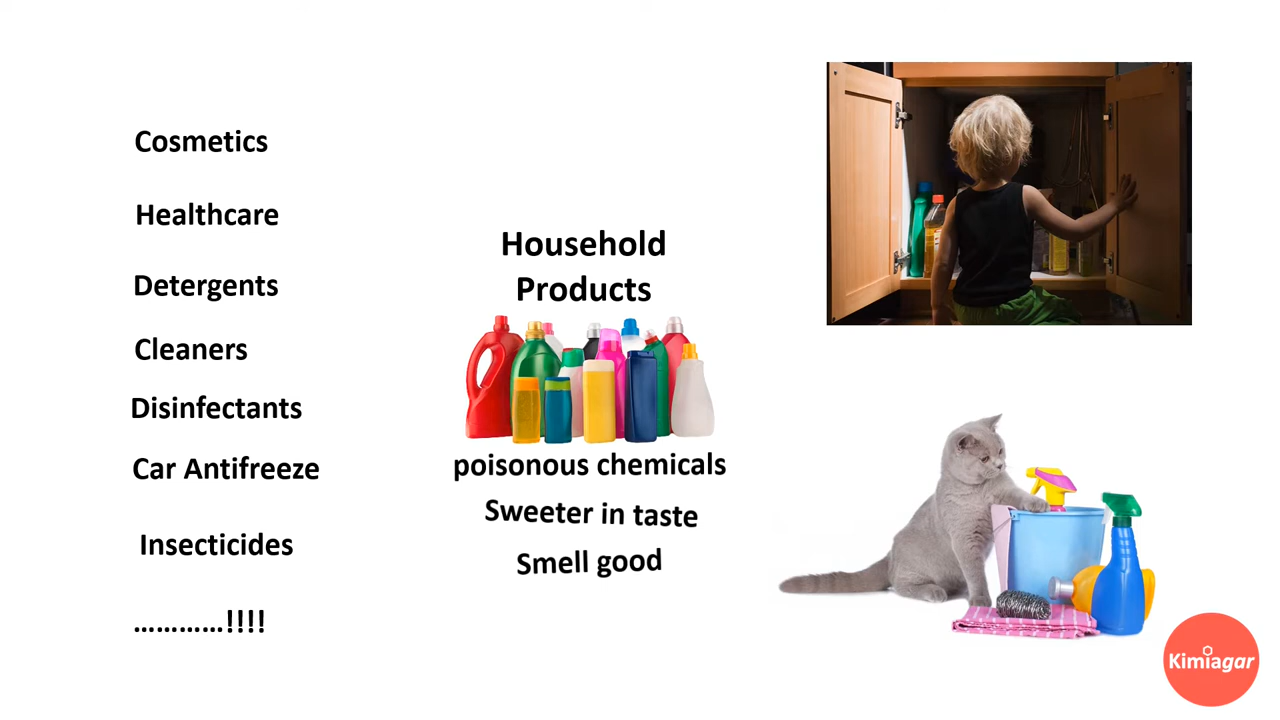 Cosmetics
Healthcare
Detergents
Cleaners
Disinfectants
Car Antifreeze
Insecticides
............!!!!
Household
Products
poisonous chemicals
Sweeter in taste
Smell good
Kimiagar